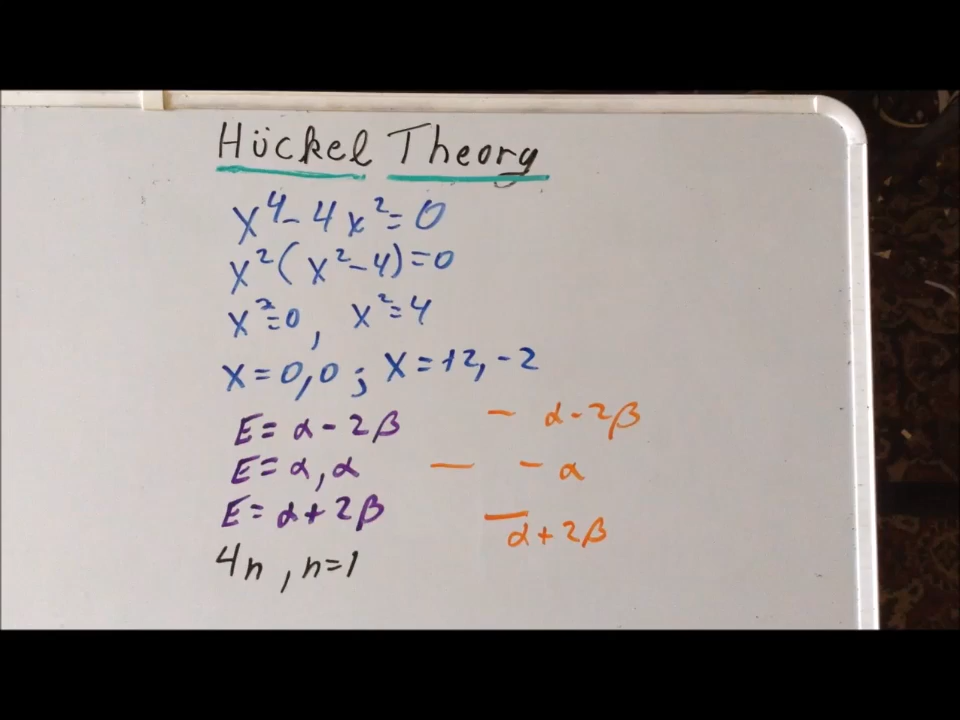 Hückel Theory
x⁴ - 4x² = 0
x²(x² - 4) = 0
x² = 0, x² = 4
x = 0, 0; x = +2, -2
E = α - 2β
α - 2β
E = α, α
α
E = α + 2β
α + 2β
4n, n=1